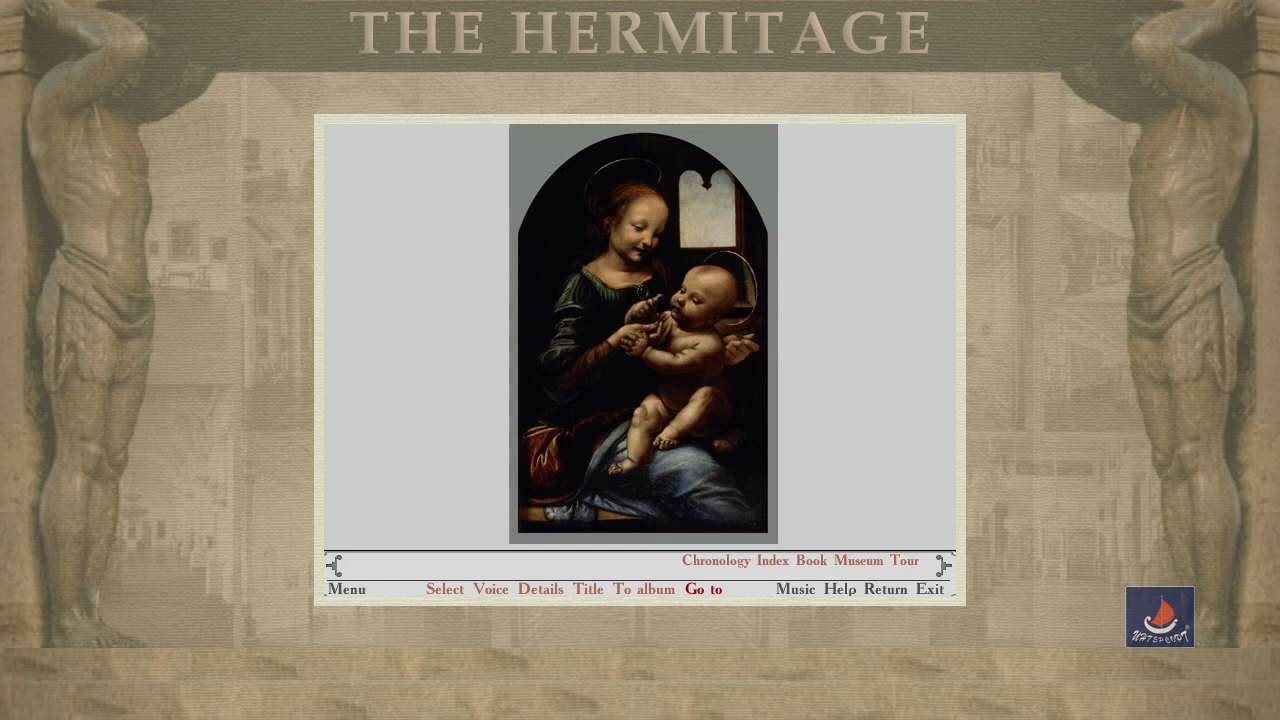 THE HERMITAGE
Chronology Index Book Museum Tour
Menu Select Voice Details Title To album Go to Music Help Return Exit
WATERCOLT